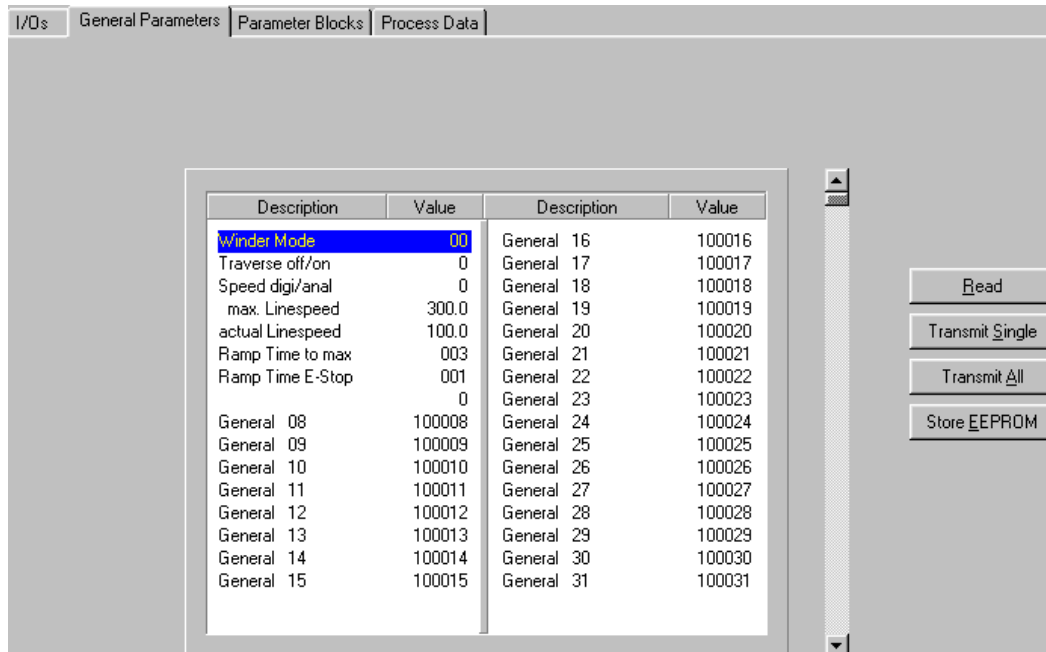 I/Os General Parameters Parameter Blocks Process Data
Description Value Description Value
Winder Mode 00 General 16 100016
Traverse off/on 0 General 17 100017
Speed digi/anal 0 General 18 100018
max. Linespeed 300.0 General 19 100019
actual Linespeed 100.0 General 20 100020
Ramp Time to max 003 General 21 100021
Ramp Time E-Stop 001 General 22 100022
0 General 23 100023
General 08 100008 General 24 100024
General 09 100009 General 25 100025
General 10 100010 General 26 100026
General 11 100011 General 27 100027
General 12 100012 General 28 100028
General 13 100013 General 29 100029
General 14 100014 General 30 100030
General 15 100015 General 31 100031
Read
Transmit Single
Transmit All
Store EEPROM